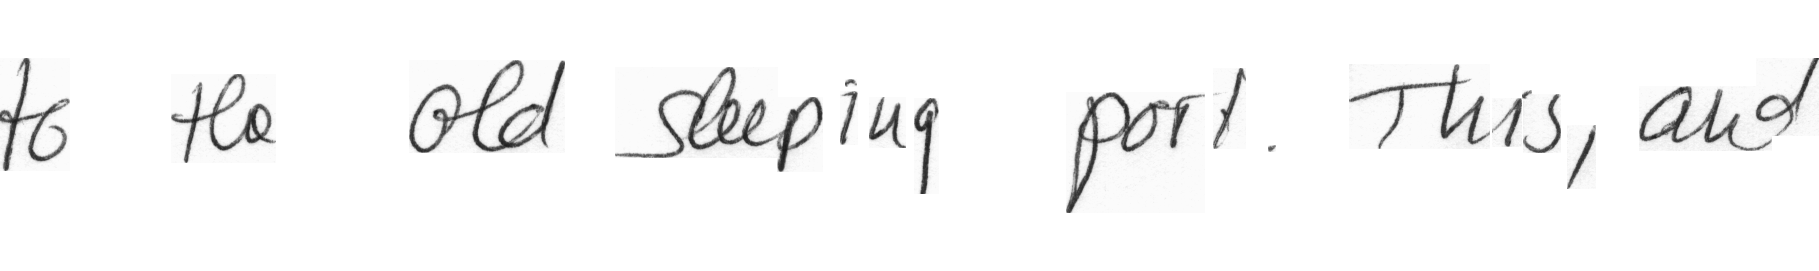 to the old sleeping port. This, and